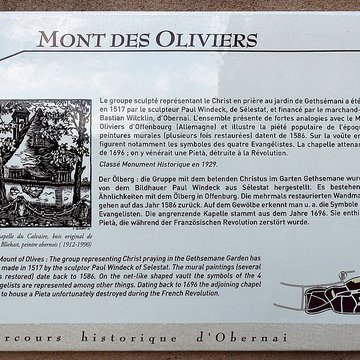 MONT DES OLIVIERS
Le groupe sculpté représentant le Christ en prière au jardin de Gethsémani a été
en 1517 par le sculpteur Paul Windeck, de Sélestat, et financé par le marchand-
Bastian Wilcklin, d'Obernai. L'ensemble présente de fortes analogies avec le M
Oliviers d'Offenbourg (Allemagne) et illustre la piété populaire de l'époq
peintures murales (plusieurs fois restaurées) datent de 1586. Sur la voûte en
figurent notamment les symboles des quatre Evangélistes. La chapelle attenan
de 1696 ; on y vénérait une Pietà, détruite à la Révolution.
Classé Monument Historique en 1929.
Der Ölberg : die Gruppe mit dem betenden Christus im Garten Gethsemane wurde
von dem Bildhauer Paul Windeck aus Sélestat hergestellt. Es bestehen
Ähnlichkeiten mit dem Ölberg in Offenburg. Die mehrmals restaurierten Wandma
gehen auf das Jahr 1586 zurück. Auf dem Gewölbe erkennt man u. a. die Symbole
Evangelisten. Die angrenzende Kapelle stammt aus dem Jahre 1696. Sie enthi
Pietà, die während der Französischen Revolution zerstört wurde.
apelle du Calvaire, bois original de
Blickau, peintre obernois ( 1912-1990)
Mount of Olives : The group representing Christ praying in the Gethsemane Garden has
made in 1517 by the sculptor Paul Windeck of Sélestat. The mural paintings (several
s restored) date back to 1586. On the net-like shaped vault the symbols of the 4
gelists are represented among other things. Dating back to 1696 the adjoining chapel
to house a Pieta unfortunately destroyed during the French Revolution.
arcours historique d'Obernai